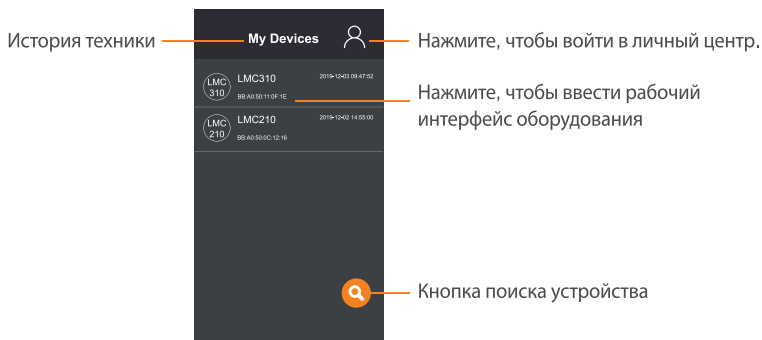 История техники
My Devices
Нажмите, чтобы войти в личный центр.
LMC
310
LMC310
2019-12-03 09:47:52
BB:A0:50:11:0F:1E
Нажмите, чтобы ввести рабочий
интерфейс оборудования
LMC
210
LMC210
2019-12-02 14:55:00
BB:A0:50:0C:12:16
Кнопка поиска устройства